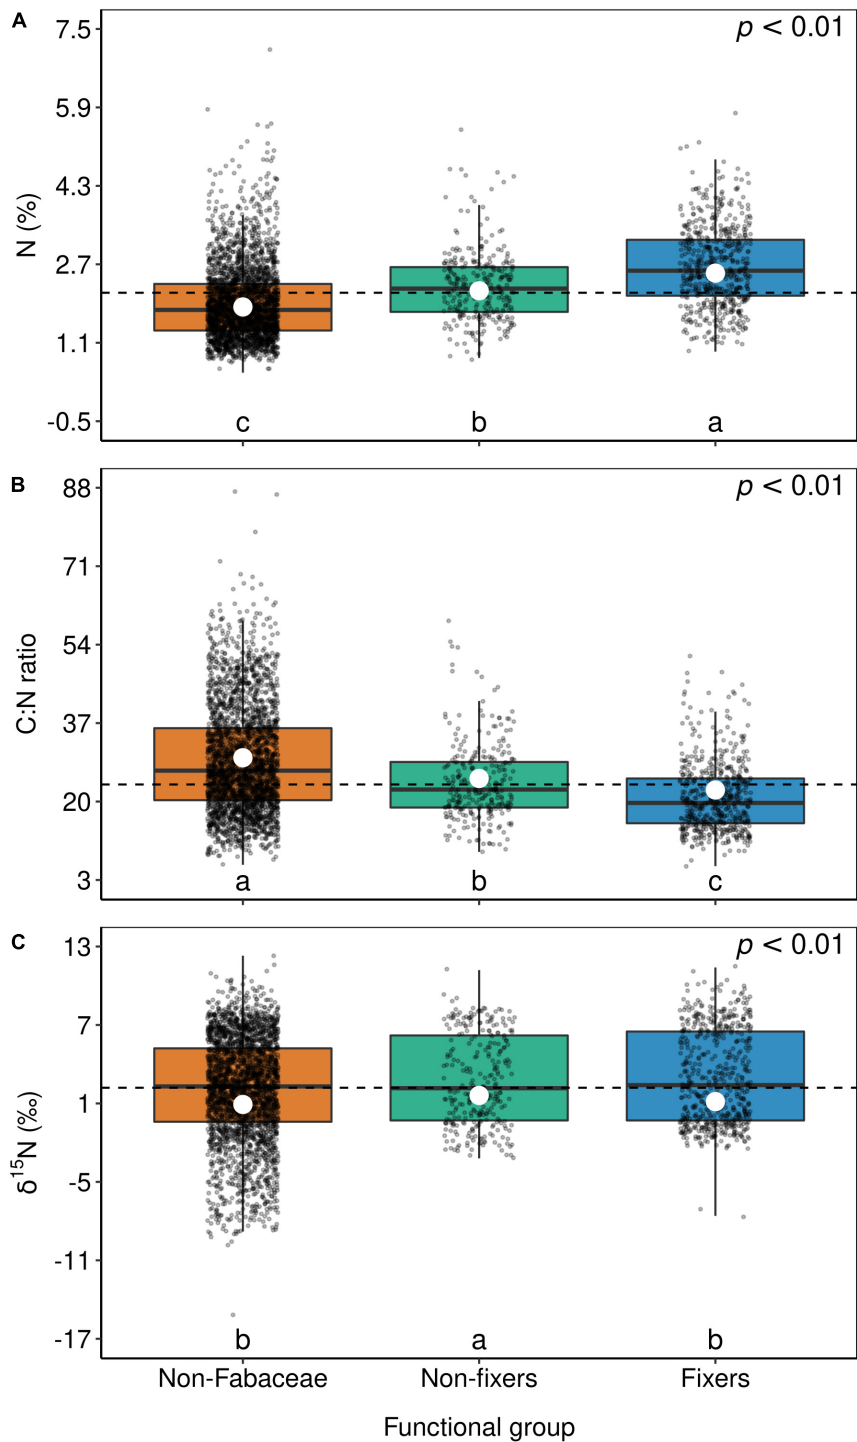 A
p < 0.01
7.5
5.9
4.3
2.7
1.1
-0.5
N (%)
c b a
B
p < 0.01
88
71
54
37
20
3
C:N ratio
a b c
C
p < 0.01
13
7
1
-5
-11
-17
δ¹⁵N (‰)
b a b
Non-Fabaceae Non-fixers Fixers
Functional group